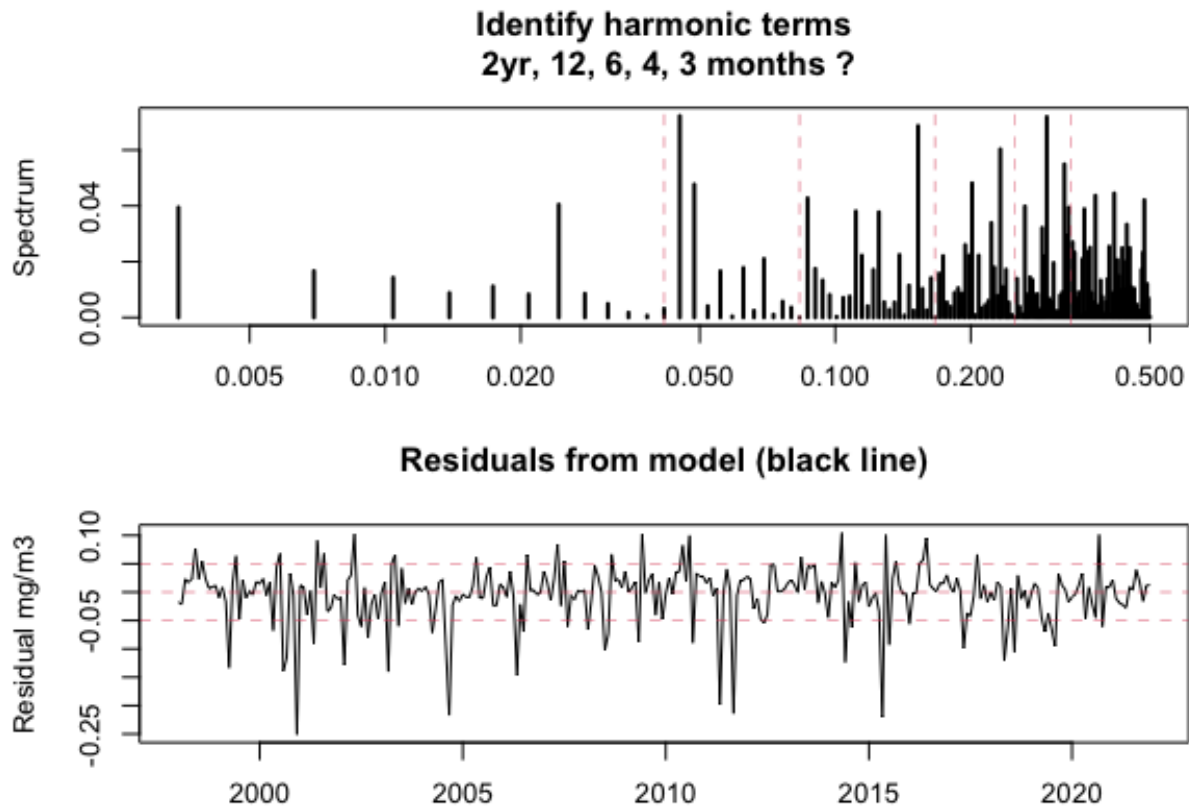 Identify harmonic terms
2yr, 12, 6, 4, 3 months ?
Spectrum
0.04
0.00
0.005 0.010 0.020 0.050 0.100 0.200 0.500
Residuals from model (black line)
Residual mg/m3
0.10
-0.05
-0.25
2000 2005 2010 2015 2020